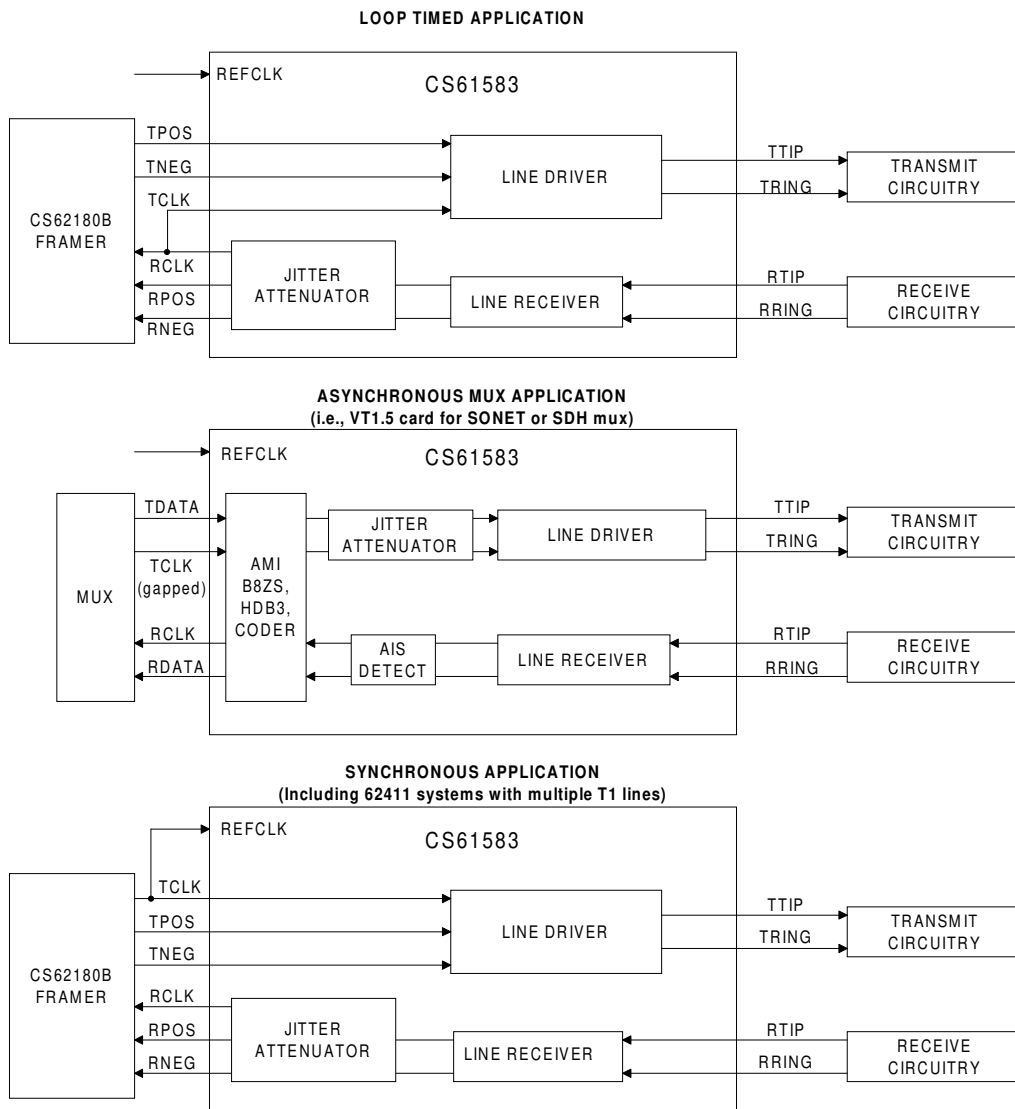 LOOP TIMED APPLICATION
REFCLK
CS61583
CS62180B
FRAMER
TPOS
TNEG
TCLK
RCLK
RPOS
RNEG
LINE DRIVER
JITTER
ATTENUATOR
LINE RECEIVER
TTIP
TRING
RTIP
RRING
TRANSMIT
CIRCUITRY
RECEIVE
CIRCUITRY
ASYNCHRONOUS MUX APPLICATION
(i.e., VT1.5 card for SONET or SDH mux)
REFCLK
CS61583
MUX
TDATA
TCLK
(gapped)
RCLK
RDATA
AMI
B8ZS,
HDB3,
CODER
JITTER
ATTENUATOR
LINE DRIVER
AIS
DETECT
LINE RECEIVER
TTIP
TRING
RTIP
RRING
TRANSMIT
CIRCUITRY
RECEIVE
CIRCUITRY
SYNCHRONOUS APPLICATION
(Including 62411 systems with multiple T1 lines)
REFCLK
CS61583
CS62180B
FRAMER
TCLK
TPOS
TNEG
RCLK
RPOS
RNEG
LINE DRIVER
JITTER
ATTENUATOR
LINE RECEIVER
TTIP
TRING
RTIP
RRING
TRANSMIT
CIRCUITRY
RECEIVE
CIRCUITRY